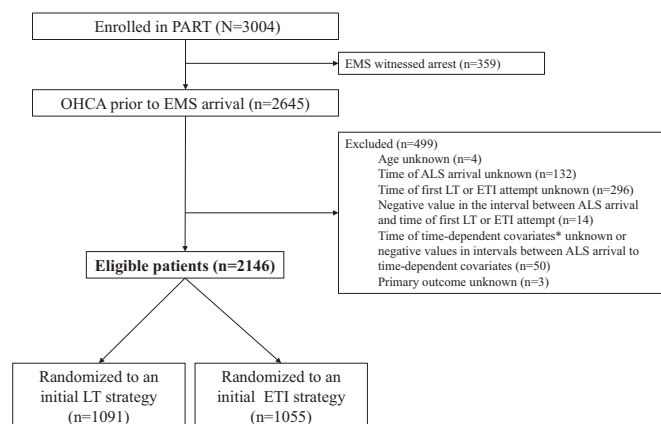 Enrolled in PART (N=3004)
EMS witnessed arrest (n=359)
OHCA prior to EMS arrival (n=2645)
Excluded (n=499)
Age unknown (n=4)
Time of ALS arrival unknown (n=132)
Time of first LT or ETI attempt unknown (n=296)
Negative value in the interval between ALS arrival
and time of first LT or ETI attempt (n=14)
Time of time-dependent covariates* unknown or
negative values in intervals between ALS arrival to
time-dependent covariates (n=50)
Primary outcome unknown (n=3)
Eligible patients (n=2146)
Randomized to an
initial LT strategy
(n=1091)
Randomized to an
initial ETI strategy
(n=1055)